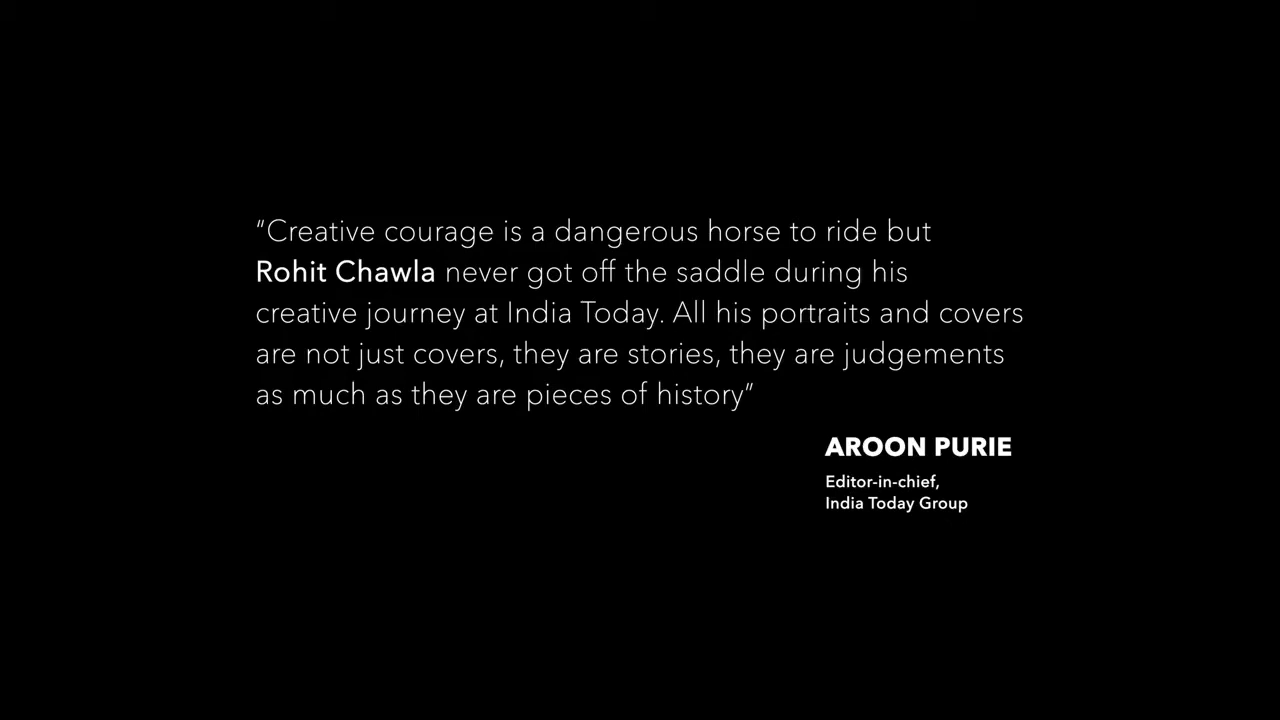 "Creative courage is a dangerous horse to ride but
Rohit Chawla never got off the saddle during his
creative journey at India Today. All his portraits and covers
are not just covers, they are stories, they are judgements
as much as they are pieces of history”
AROON PURIE
Editor-in-chief,
India Today Group